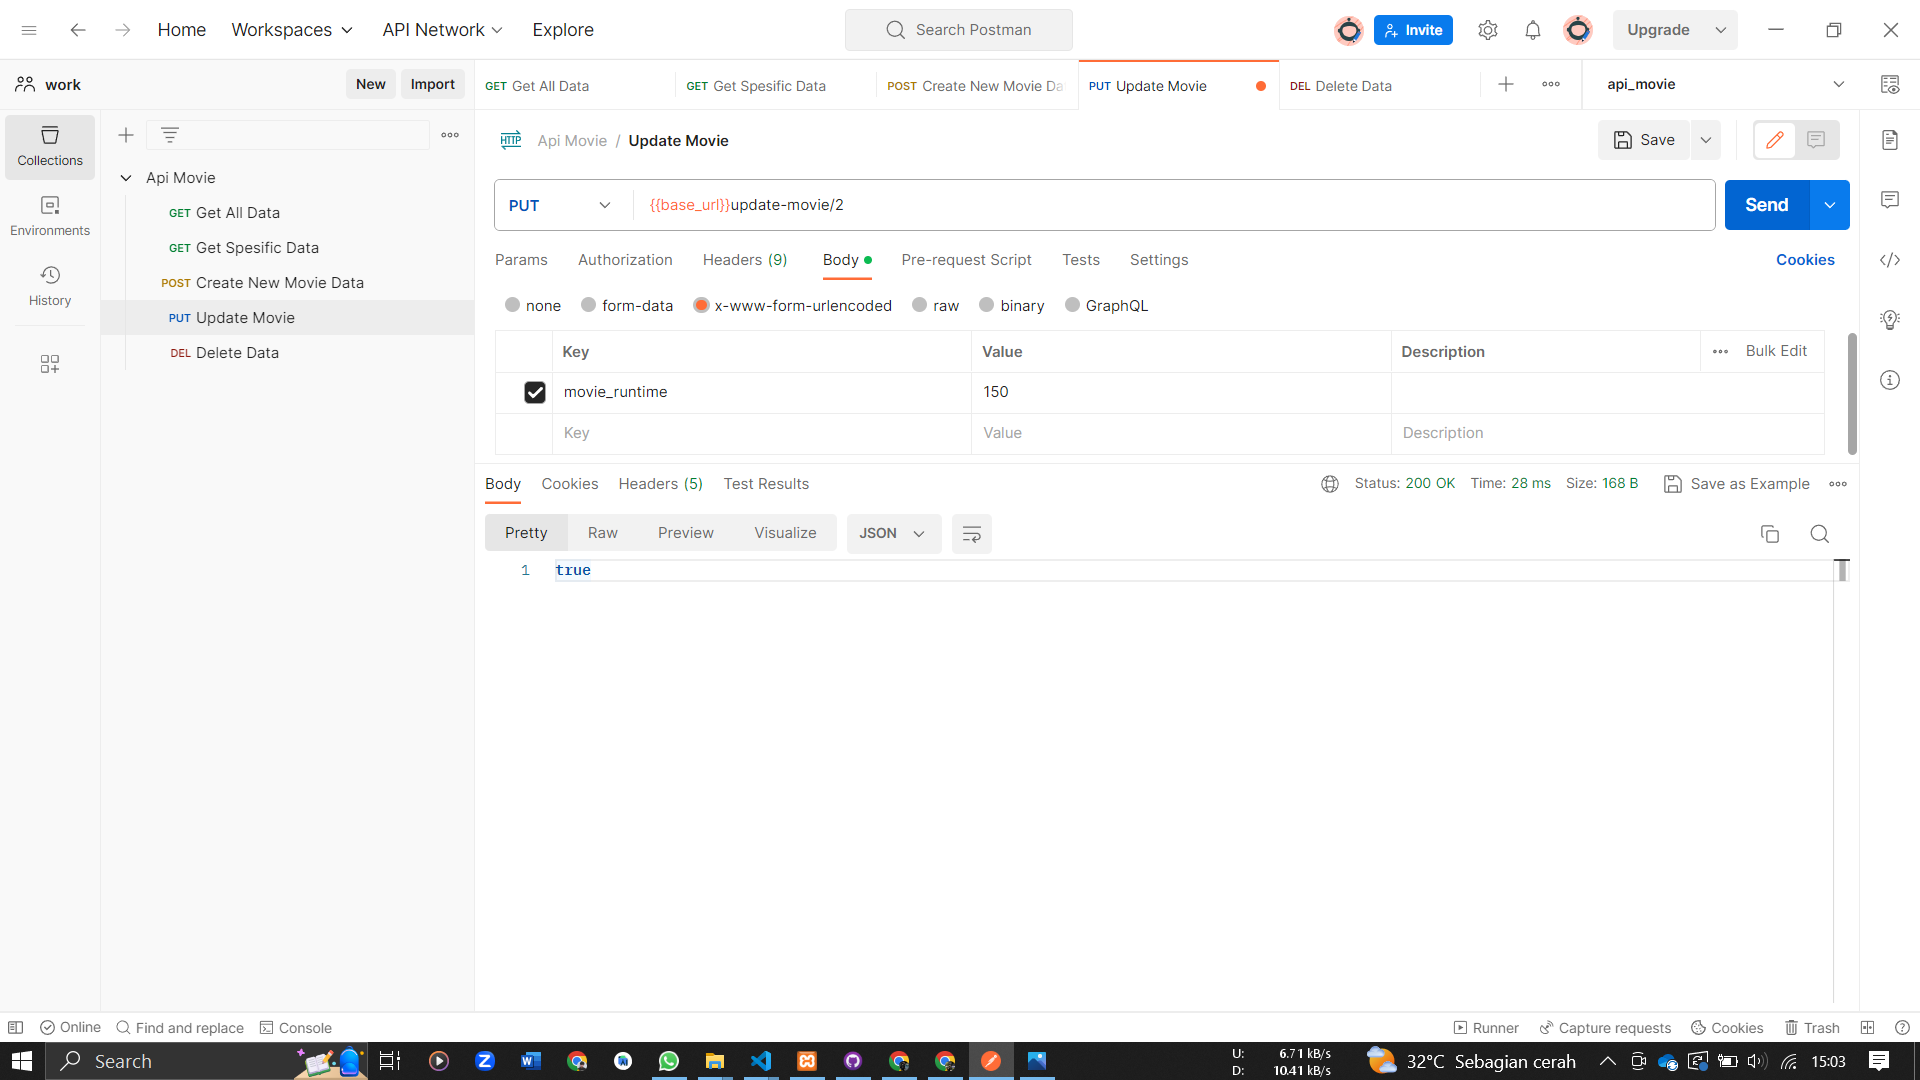 Home Workspaces API Network Explore Search Postman Invite Upgrade
work New Import GET Get All Data GET Get Spesific Data POST Create New Movie Da PUT Update Movie DEL Delete Data api_movie
Collections
Environments
History
Api Movie
GET Get All Data
GET Get Spesific Data
POST Create New Movie Data
PUT Update Movie
DEL Delete Data
HTTP Api Movie / Update Movie Save
PUT {{base_url}}update-movie/2 Send
Params Authorization Headers (9) Body Pre-request Script Tests Settings Cookies
none form-data x-www-form-urlencoded raw binary GraphQL
Key Value Description Bulk Edit
movie_runtime 150
Key Value Description
Body Cookies Headers (5) Test Results Status: 200 OK Time: 28 ms Size: 168 B Save as Example
Pretty Raw Preview Visualize JSON
1 true
Online Find and replace Console Runner Capture requests Cookies Trash
Search U: 6.71 kB/s 32°C Sebagian cerah 15:03
D: 10.41 kB/s